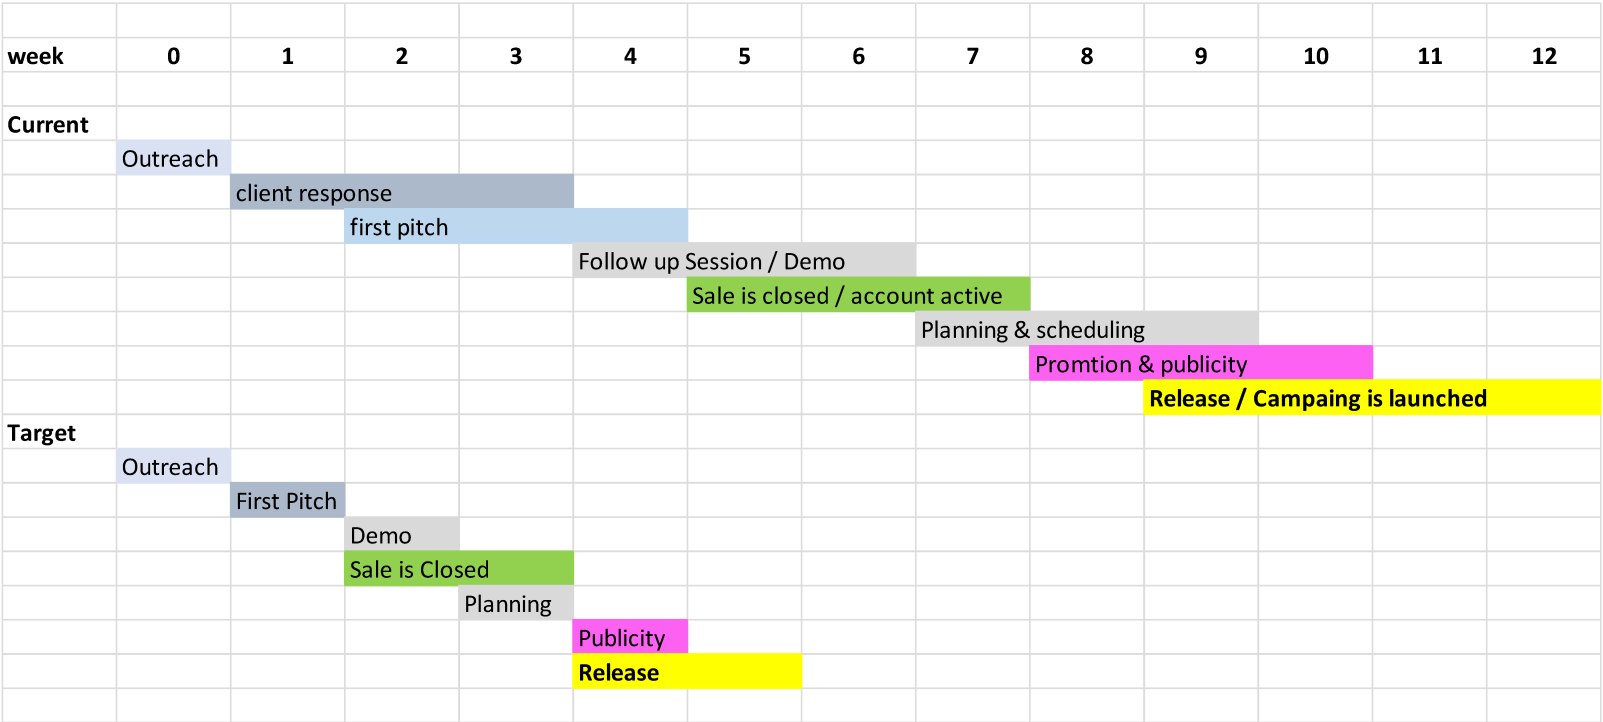 week 0 1 2 3 4 5 6 7 8 9 10 11 12
Current
Outreach
client response
first pitch
Follow up Session / Demo
Sale is closed / account active
Planning & scheduling
Promtion & publicity
Release / Campaing is launched
Target
Outreach
First Pitch
Demo
Sale is Closed
Planning
Publicity
Release